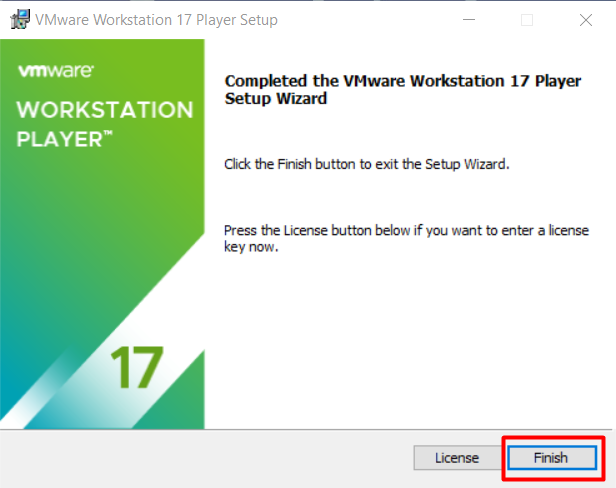 VMware Workstation 17 Player Setup
vmware®
WORKSTATION
PLAYER™
17
Completed the VMware Workstation 17 Player
Setup Wizard
Click the Finish button to exit the Setup Wizard.
Press the License button below if you want to enter a license
key now.
License
Finish